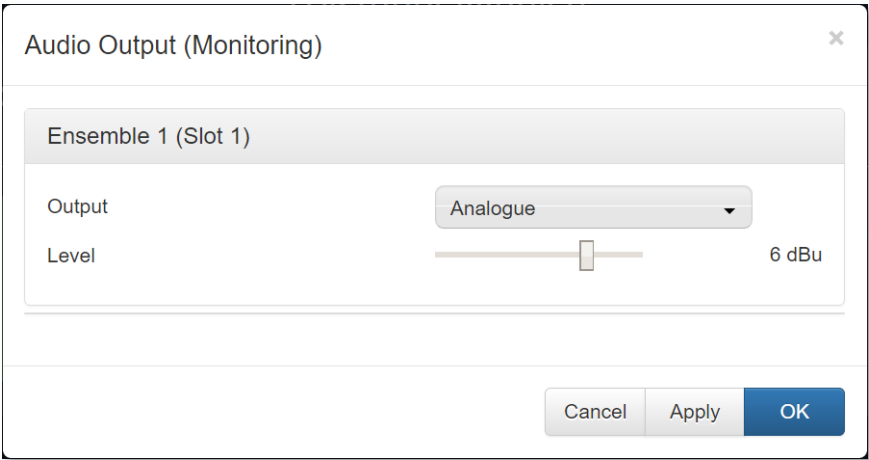 Audio Output (Monitoring)
×
Ensemble 1 (Slot 1)
Output Analogue
Level 6 dBu
Cancel Apply OK